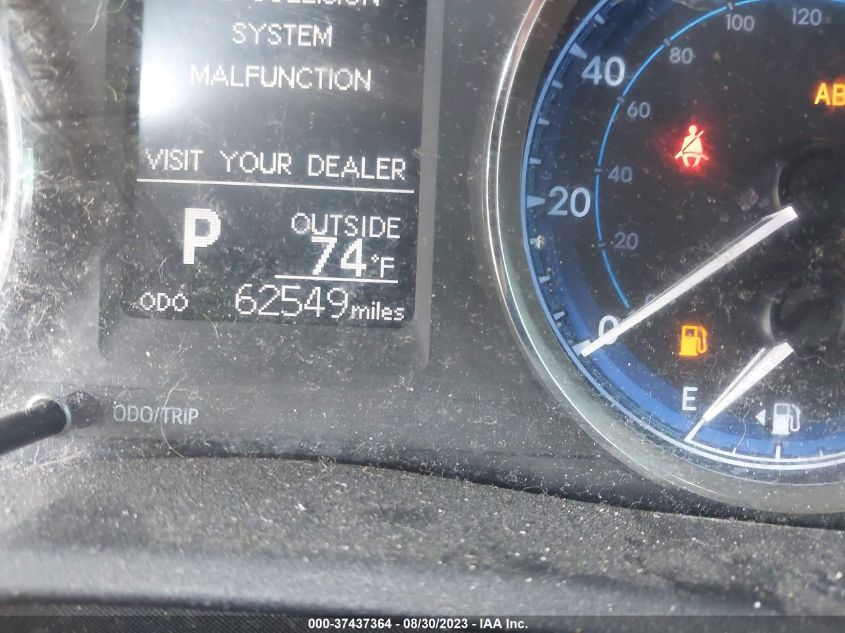 COLLISION
SYSTEM
MALFUNCTION
VISIT YOUR DEALER
P
OUTSIDE
74°F
ODO 62549 miles
ODO/TRIP
0
20
40
20
40
60
80
100
120
E
000-37437364 - 08/30/2023 - IAA Inc.